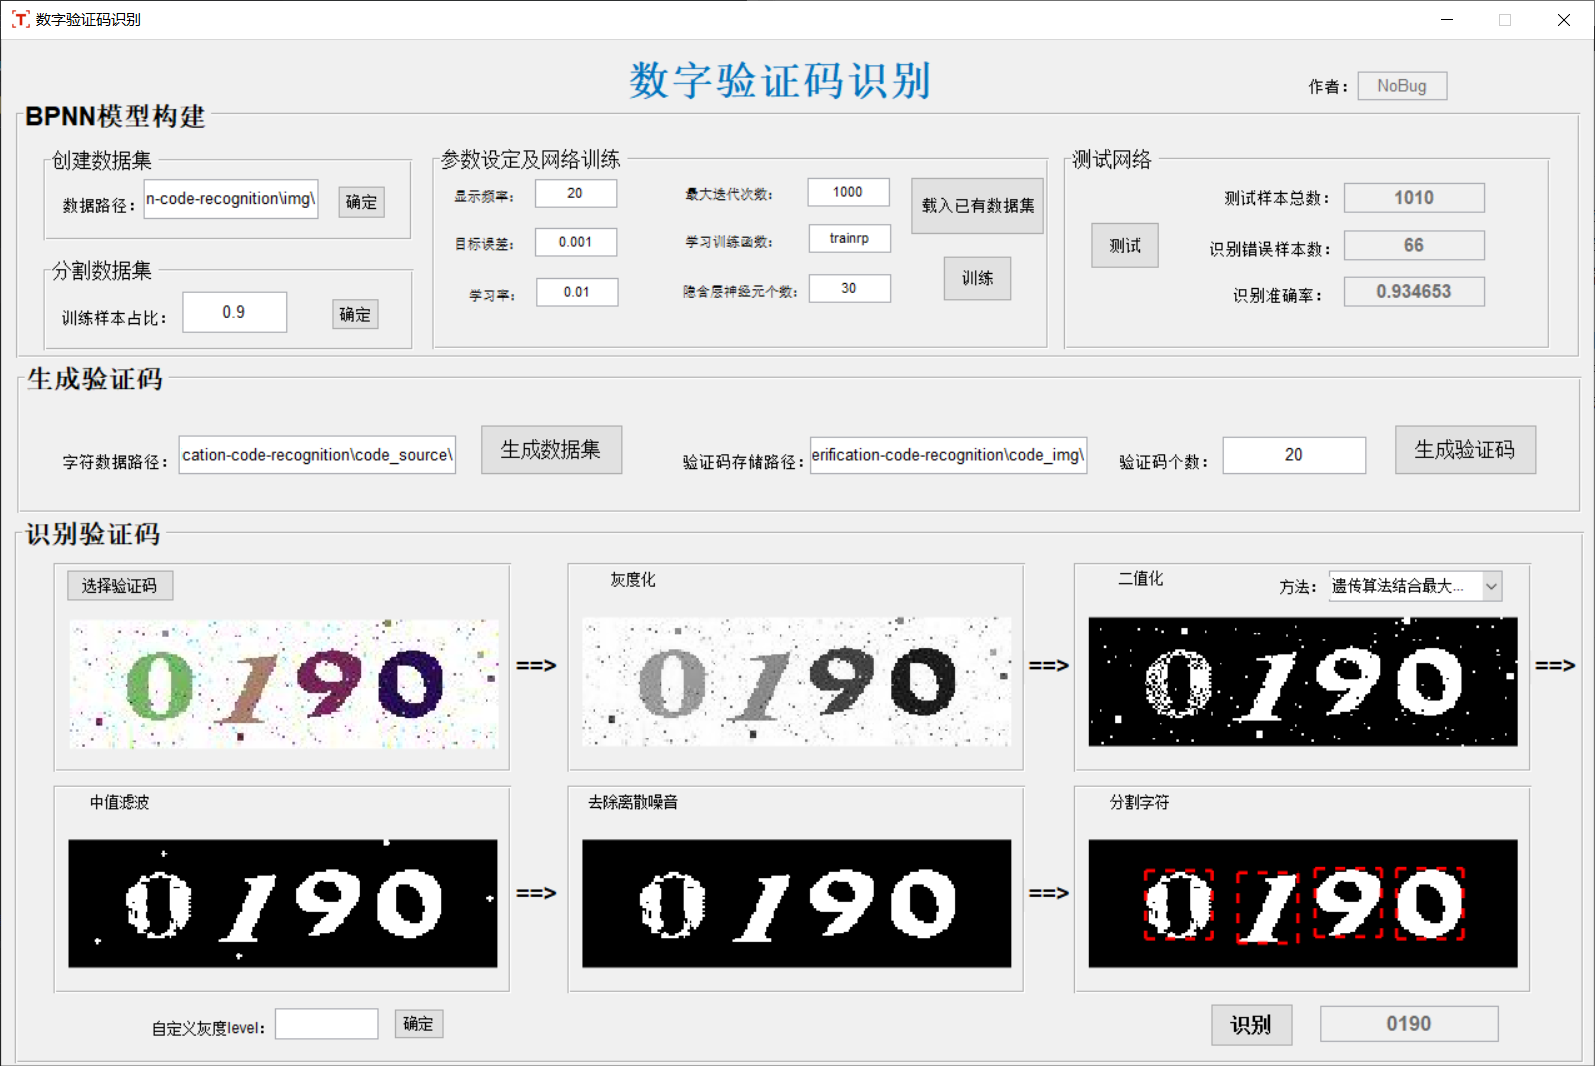 数字验证码识别
数字验证码识别
作者： NoBug
BPNN模型构建
创建数据集
数据路径： n-code-recognition\img\ 确定
分割数据集
训练样本占比： 0.9 确定
参数设定及网络训练
显示频率： 20 最大迭代次数： 1000
目标误差： 0.001 学习训练函数： trainrp
学习率： 0.01 隐含层神经元个数： 30
载入已有数据集
训练
测试网络
测试
测试样本总数： 1010
识别错误样本数： 66
识别准确率： 0.934653
生成验证码
字符数据路径： cation-code-recognition\code_source\ 生成数据集 验证码存储路径： erification-code-recognition\code_img\ 验证码个数： 20 生成验证码
识别验证码
选择验证码
0190
==>
灰度化
0190
==>
二值化 方法： 遗传算法结合最大...
0190
==>
中值滤波
0190
==>
去除离散噪音
0190
==>
分割字符
0190
自定义灰度level： 确定
识别 0190